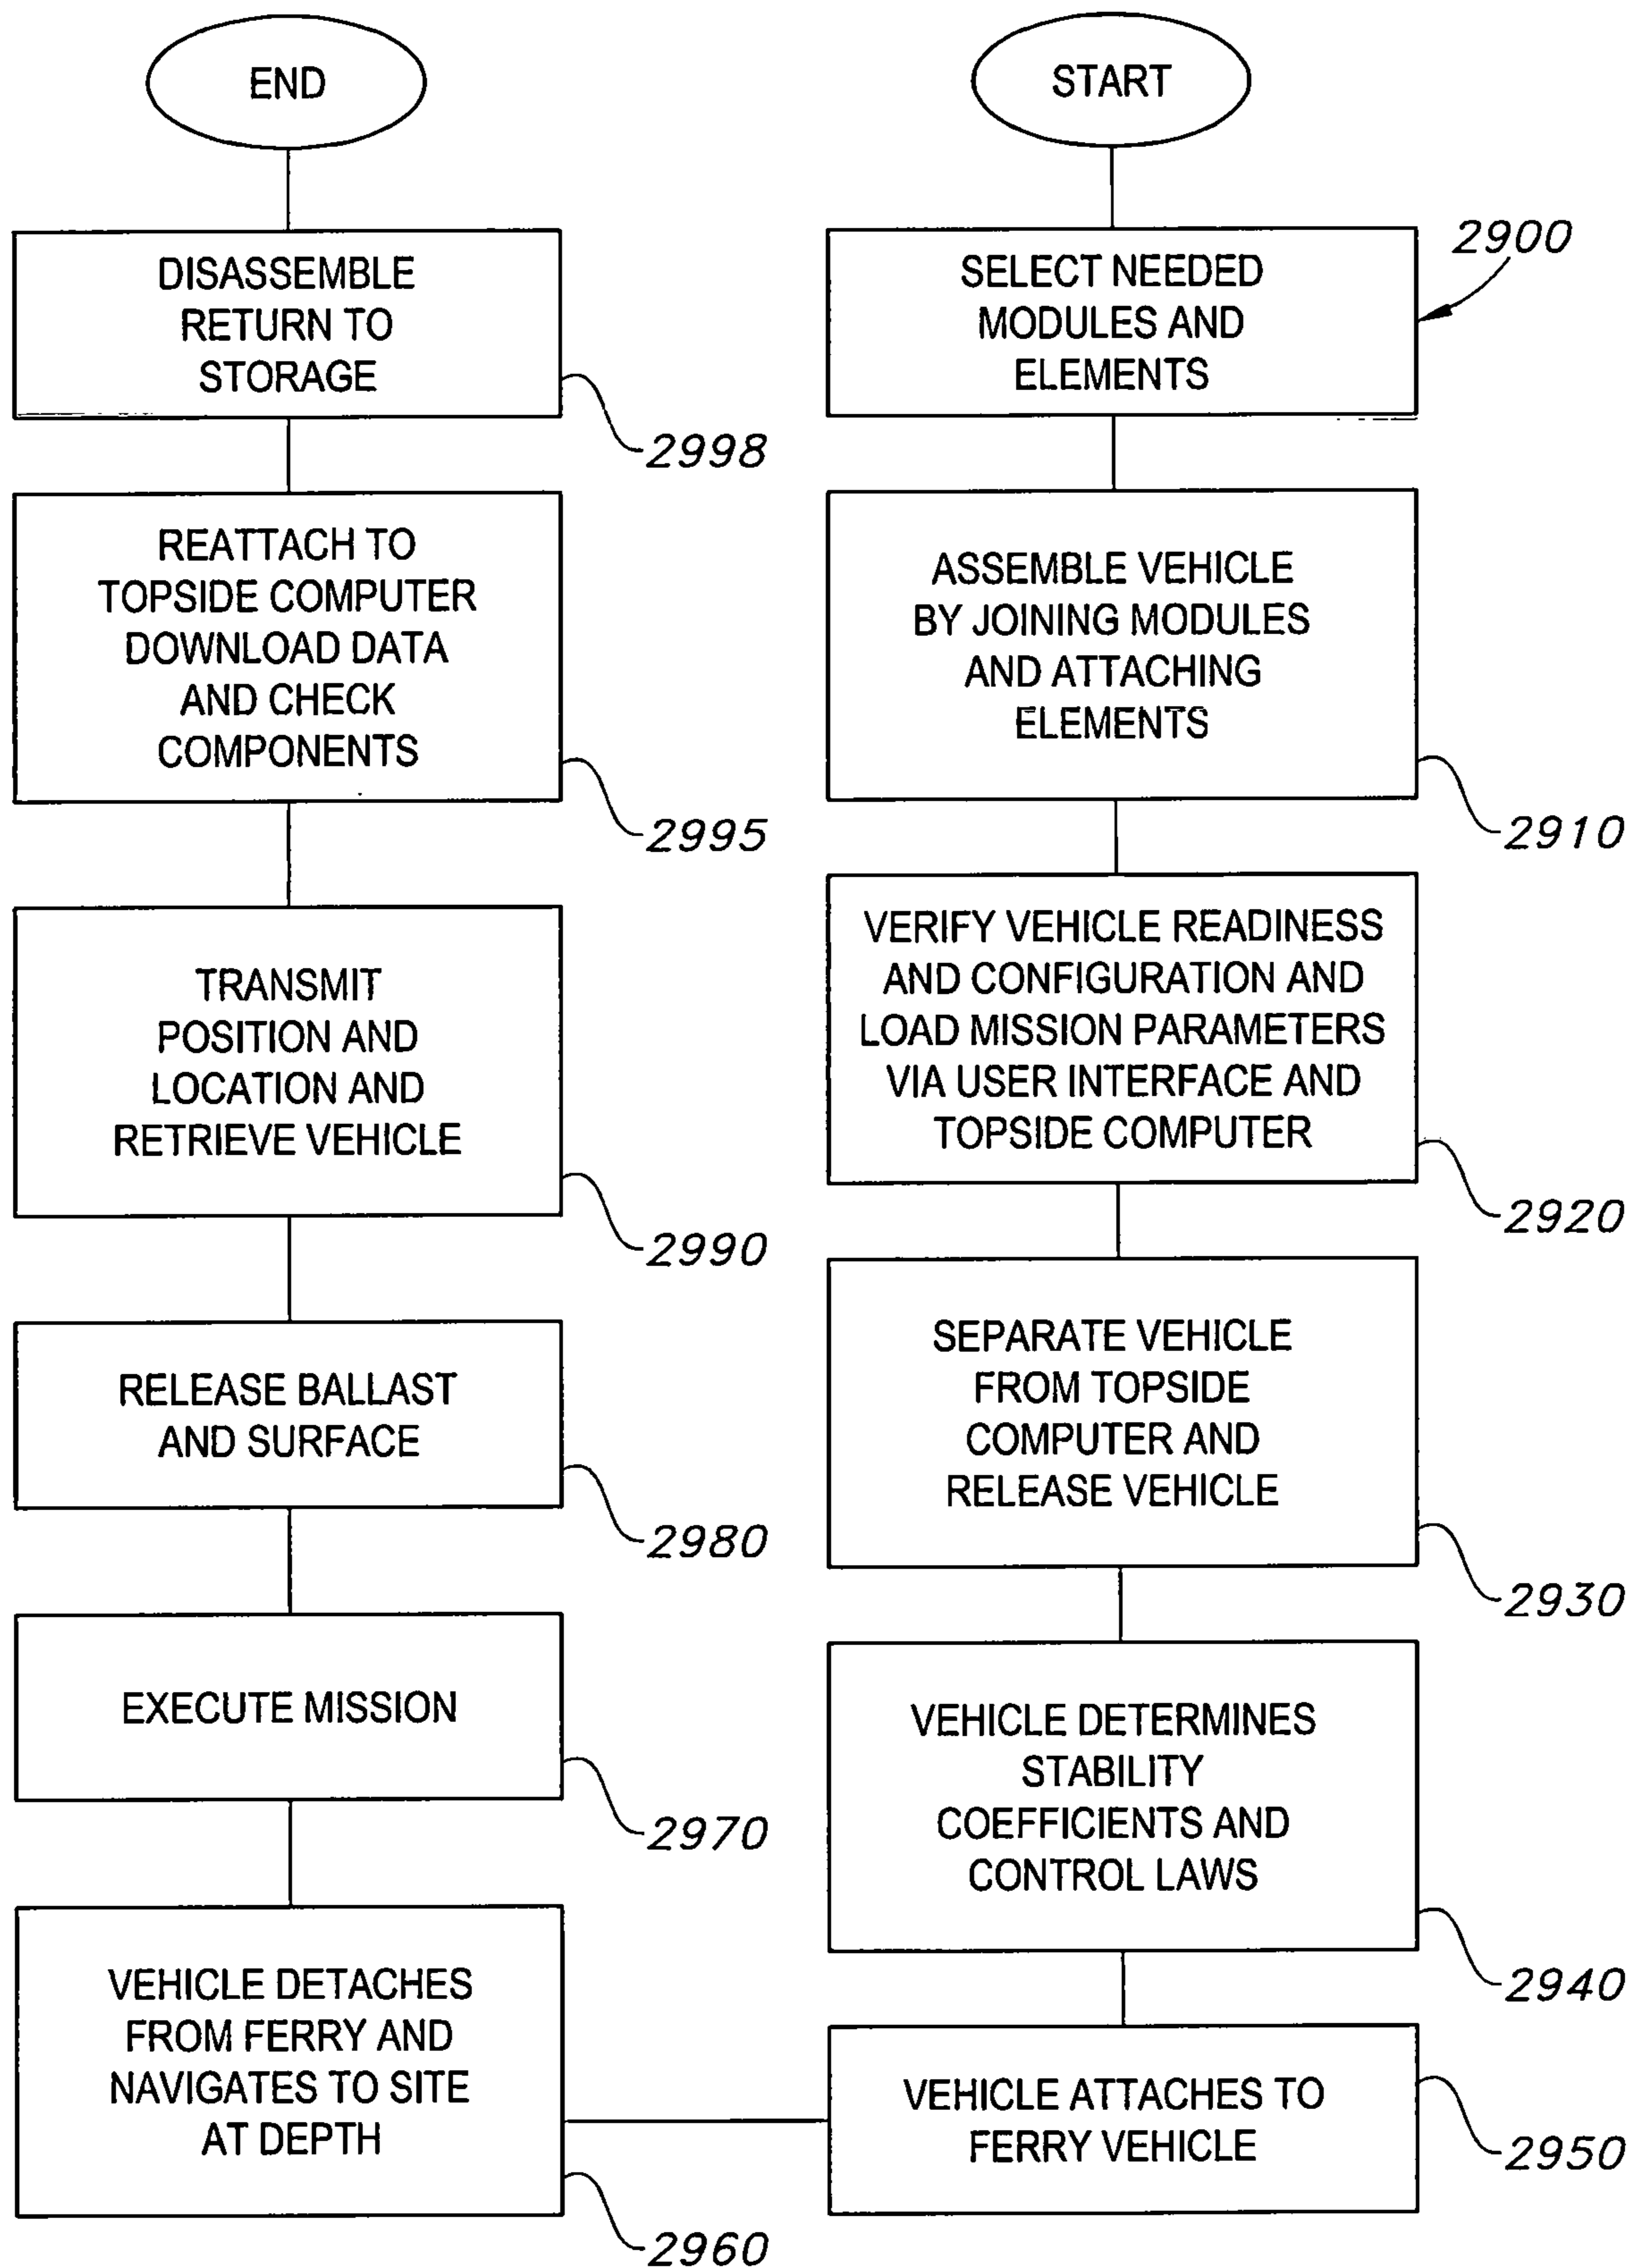 END
DISASSEMBLE
RETURN TO
STORAGE
2998
REATTACH TO
TOPSIDE COMPUTER
DOWNLOAD DATA
AND CHECK
COMPONENTS
2995
TRANSMIT
POSITION AND
LOCATION AND
RETRIEVE VEHICLE
2990
RELEASE BALLAST
AND SURFACE
2980
EXECUTE MISSION
2970
VEHICLE DETACHES
FROM FERRY AND
NAVIGATES TO SITE
AT DEPTH
2960
START
SELECT NEEDED
MODULES AND
ELEMENTS
2900
ASSEMBLE VEHICLE
BY JOINING MODULES
AND ATTACHING
ELEMENTS
2910
VERIFY VEHICLE READINESS
AND CONFIGURATION AND
LOAD MISSION PARAMETERS
VIA USER INTERFACE AND
TOPSIDE COMPUTER
2920
SEPARATE VEHICLE
FROM TOPSIDE
COMPUTER AND
RELEASE VEHICLE
2930
VEHICLE DETERMINES
STABILITY
COEFFICIENTS AND
CONTROL LAWS
2940
VEHICLE ATTACHES TO
FERRY VEHICLE
2950